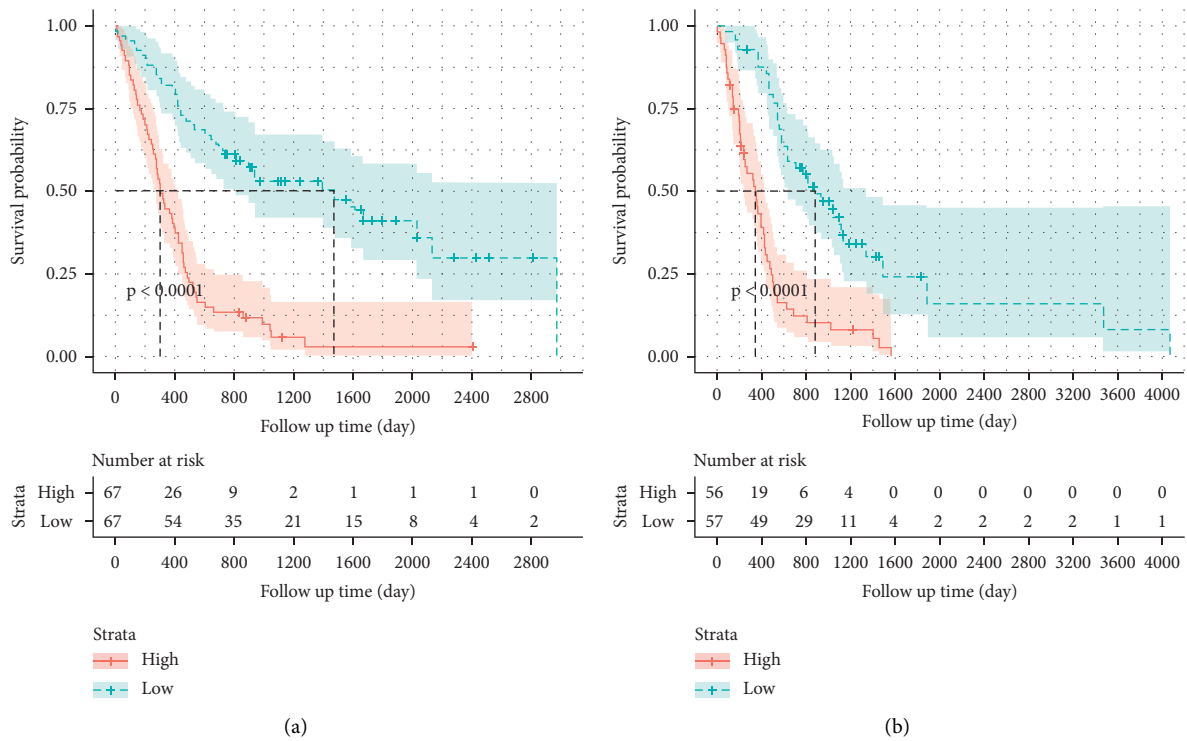 1.00
0.75
0.50
0.25
0.00
Survival probability
p < 0.0001
0 400 800 1200 1600 2000 2400 2800
Follow up time (day)
Number at risk
Strata
High 67 26 9 2 1 1 1 0
Low 67 54 35 21 15 8 4 2
0 400 800 1200 1600 2000 2400 2800
Follow up time (day)
Strata
High
Low
(a)
1.00
0.75
0.50
0.25
0.00
Survival probability
p < 0.0001
0 400 800 1200 1600 2000 2400 2800 3200 3600 4000
Follow up time (day)
Number at risk
Strata
High 56 19 6 4 0 0 0 0 0 0 0
Low 57 49 29 11 4 2 2 2 2 1 1
0 400 800 1200 1600 2000 2400 2800 3200 3600 4000
Follow up time (day)
Strata
High
Low
(b)